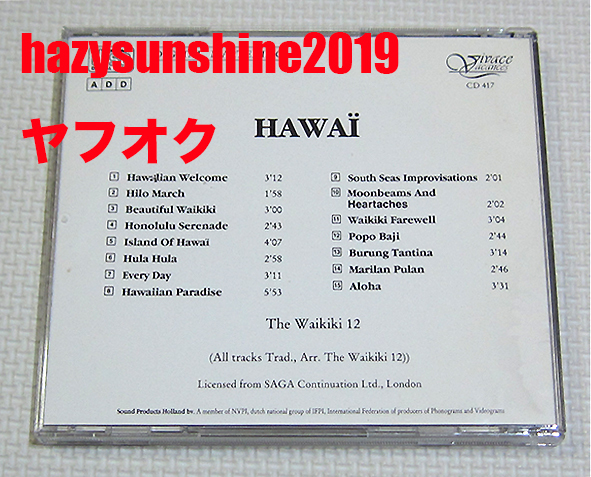 hazysunshine2019
Vivace
Vacances
CD 417
ADD
ヤフオク
HAWAÏ
1 Hawaiian Welcome 3'12
2 Hilo March 1'58
3 Beautiful Waikiki 3'00
4 Honolulu Serenade 2'43
5 Island Of Hawaï 4'07
6 Hula Hula 2'58
7 Every Day 3'11
8 Hawaiian Paradise 5'53
9 South Seas Improvisations 2'01
10 Moonbeams And
Heartaches 2'02
11 Waikiki Farewell 3'04
12 Popo Baji 2'44
13 Burung Tantina 3'14
14 Marilan Pulan 2'46
15 Aloha 3'31
The Waikiki 12
(All tracks Trad., Arr. The Waikiki 12))
Licensed from SAGA Continuation Ltd., London
Sound Products Holland bv. A member of NVPI, dutch national group of IFPI, International Federation of producers of Phonograms and Videograms